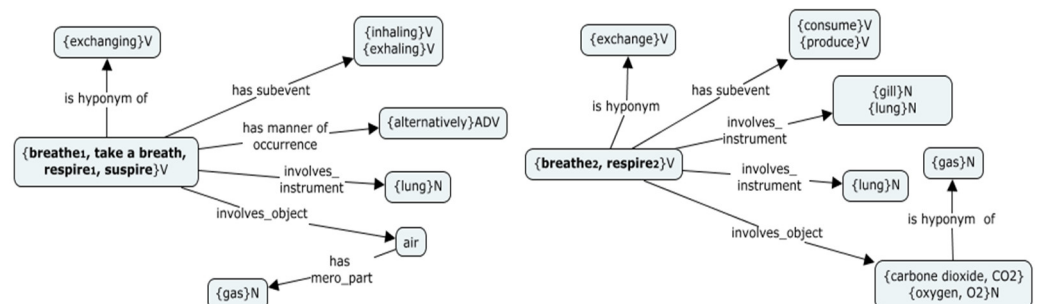 {exchanging}V
{inhaling}V
{exhaling}V
is hyponym of
has subevent
has manner of
occurrence
{alternatively}ADV
{breathe1, take a breath,
respire1, suspire}V
involves_
instrument
{lung}N
involves_object
air
has
mero_part
{gas}N
{exchange}V
{consume}V
{produce}V
is hyponym
has subevent
{gill}N
{lung}N
involves_
instrument
{breathe2, respire2}V
involves_
instrument
{lung}N
{gas}N
is hyponym of
involves_object
{carbone dioxide, CO2}
{oxygen, O2}N